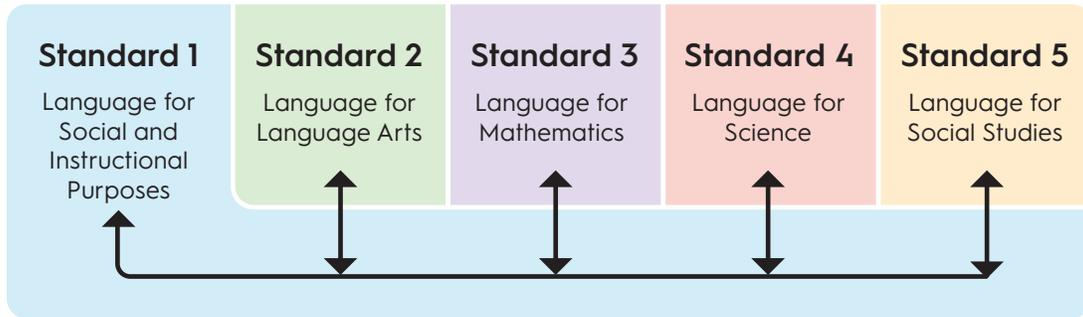 Standard 1
Language for
Social and
Instructional
Purposes
Standard 2
Language for
Language Arts
Standard 3
Language for
Mathematics
Standard 4
Language for
Science
Standard 5
Language for
Social Studies